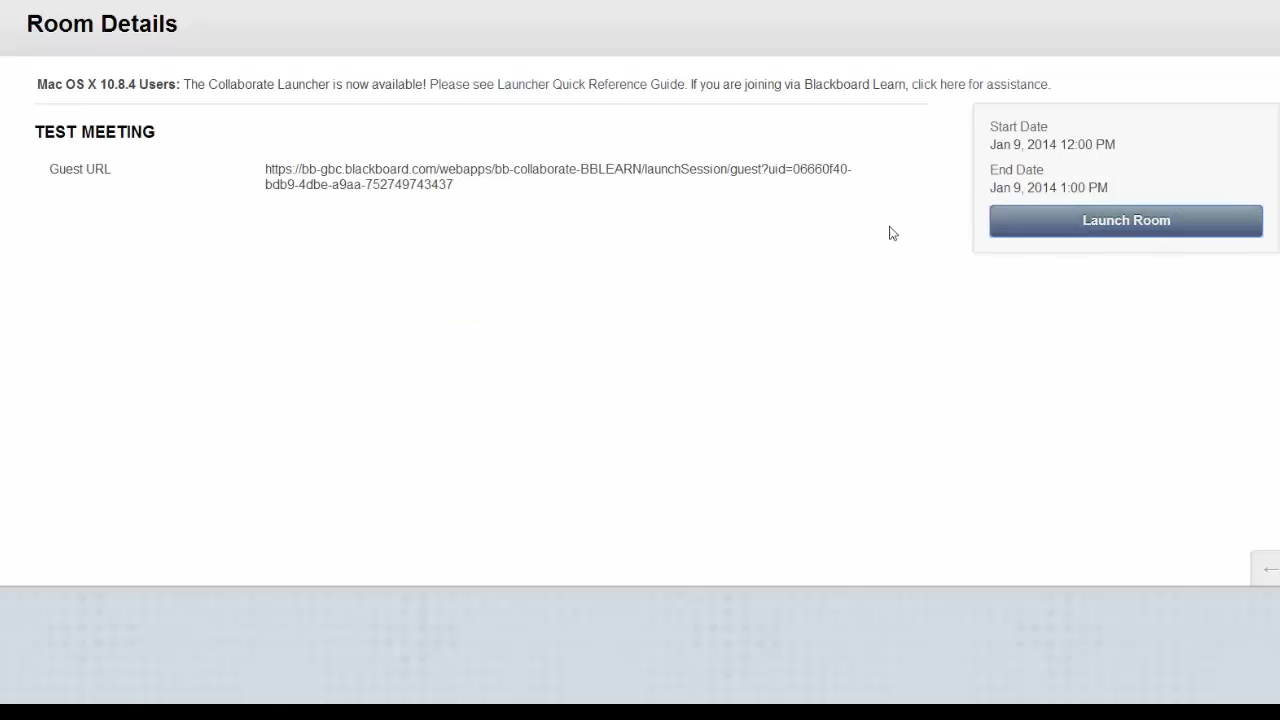 Room Details
Mac OS X 10.8.4 Users: The Collaborate Launcher is now available! Please see Launcher Quick Reference Guide. If you are joining via Blackboard Learn, click here for assistance.
TEST MEETING
Guest URL
https://bb-gbc.blackboard.com/webapps/bb-collaborate-BBLEARN/launchSession/guest?uid=06660f40-
bdb9-4dbe-a9aa-752749743437
Start Date
Jan 9, 2014 12:00 PM
End Date
Jan 9, 2014 1:00 PM
Launch Room
←